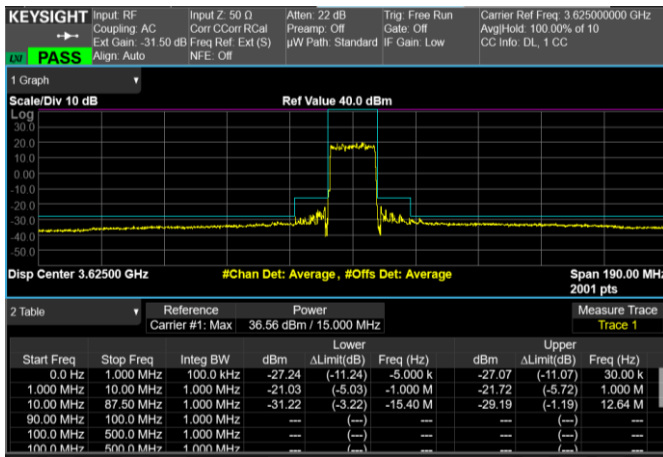 KEYSIGHT Input: RF Input Z: 50 Ω Atten: 22 dB Trig: Free Run Carrier Ref Freq: 3.625000000 GHz
Coupling: AC Corr CCorr RCal Preamp: Off Gate: Off Avg|Hold: 100.00% of 10
Ext Gain: -31.50 dB Freq Ref: Ext (S) µW Path: Standard IF Gain: Low CC Info: DL, 1 CC
LXI PASS Align: Auto NFE: Off
1 Graph
Scale/Div 10 dB Ref Value 40.0 dBm
Log
30.0
20.0
10.0
0.00
-10.0
-20.0
-30.0
-40.0
-50.0
Disp Center 3.62500 GHz #Chan Det: Average, #Offs Det: Average Span 190.00 MHz
2001 pts
2 Table Reference Power Measure Trace
Carrier #1: Max 36.56 dBm / 15.000 MHz Trace 1
Lower Upper
Start Freq Stop Freq Integ BW dBm ΔLimit(dB) Freq (Hz) dBm ΔLimit(dB) Freq (Hz)
0.0 Hz 1.000 MHz 100.0 kHz -27.24 (-11.24) -5.000 k -27.07 (-11.07) 30.00 k
1.000 MHz 10.00 MHz 1.000 MHz -21.03 (-5.03) -1.000 M -21.72 (-5.72) 1.000 M
10.00 MHz 87.50 MHz 1.000 MHz -31.22 (-3.22) -15.40 M -29.19 (-1.19) 12.64 M
90.00 MHz 100.0 MHz 1.000 MHz --- (---) --- --- (---) ---
100.0 MHz 500.0 MHz 1.000 MHz --- (---) --- --- (---) ---
100.0 MHz 500.0 MHz 1.000 MHz --- (---) --- --- (---) ---